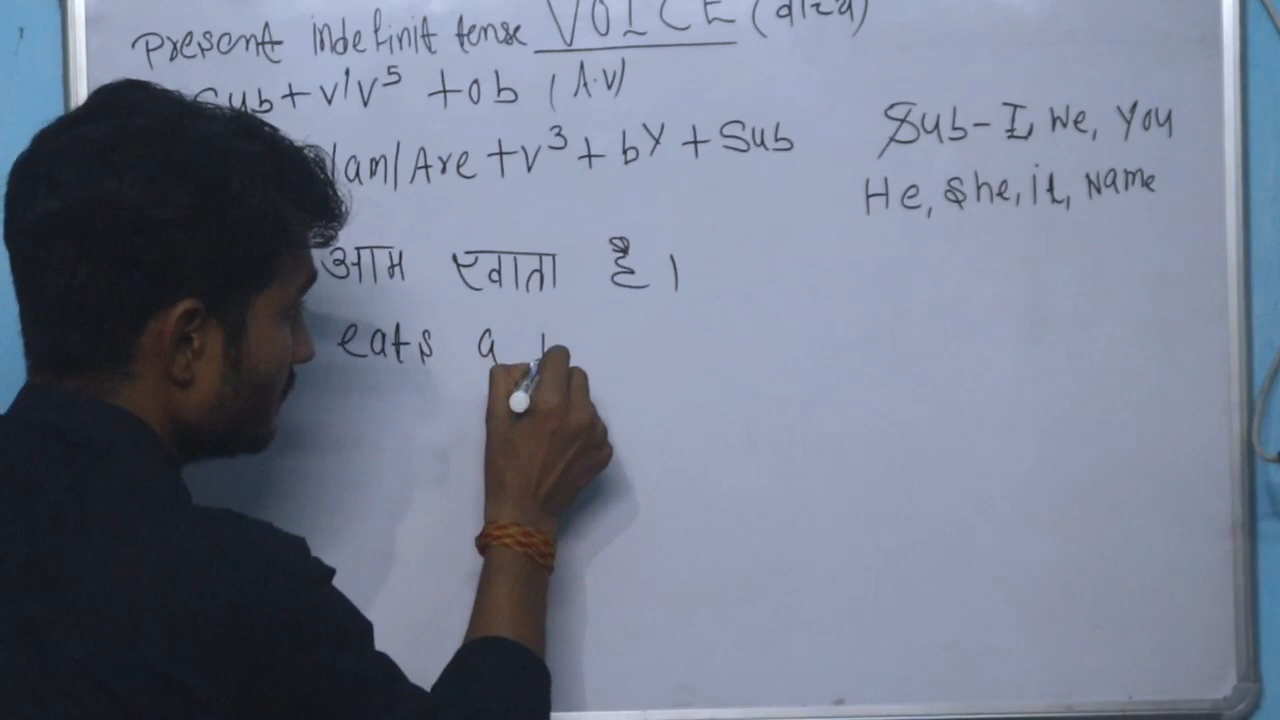 Present indefinit tense VOICE (वाच्य)
Sub+V1/V5 +ob (A.V)
/am/Are +V3 + by + Sub
Sub- I, We, You
He, She, it, Name
आम खाता है।
eats a